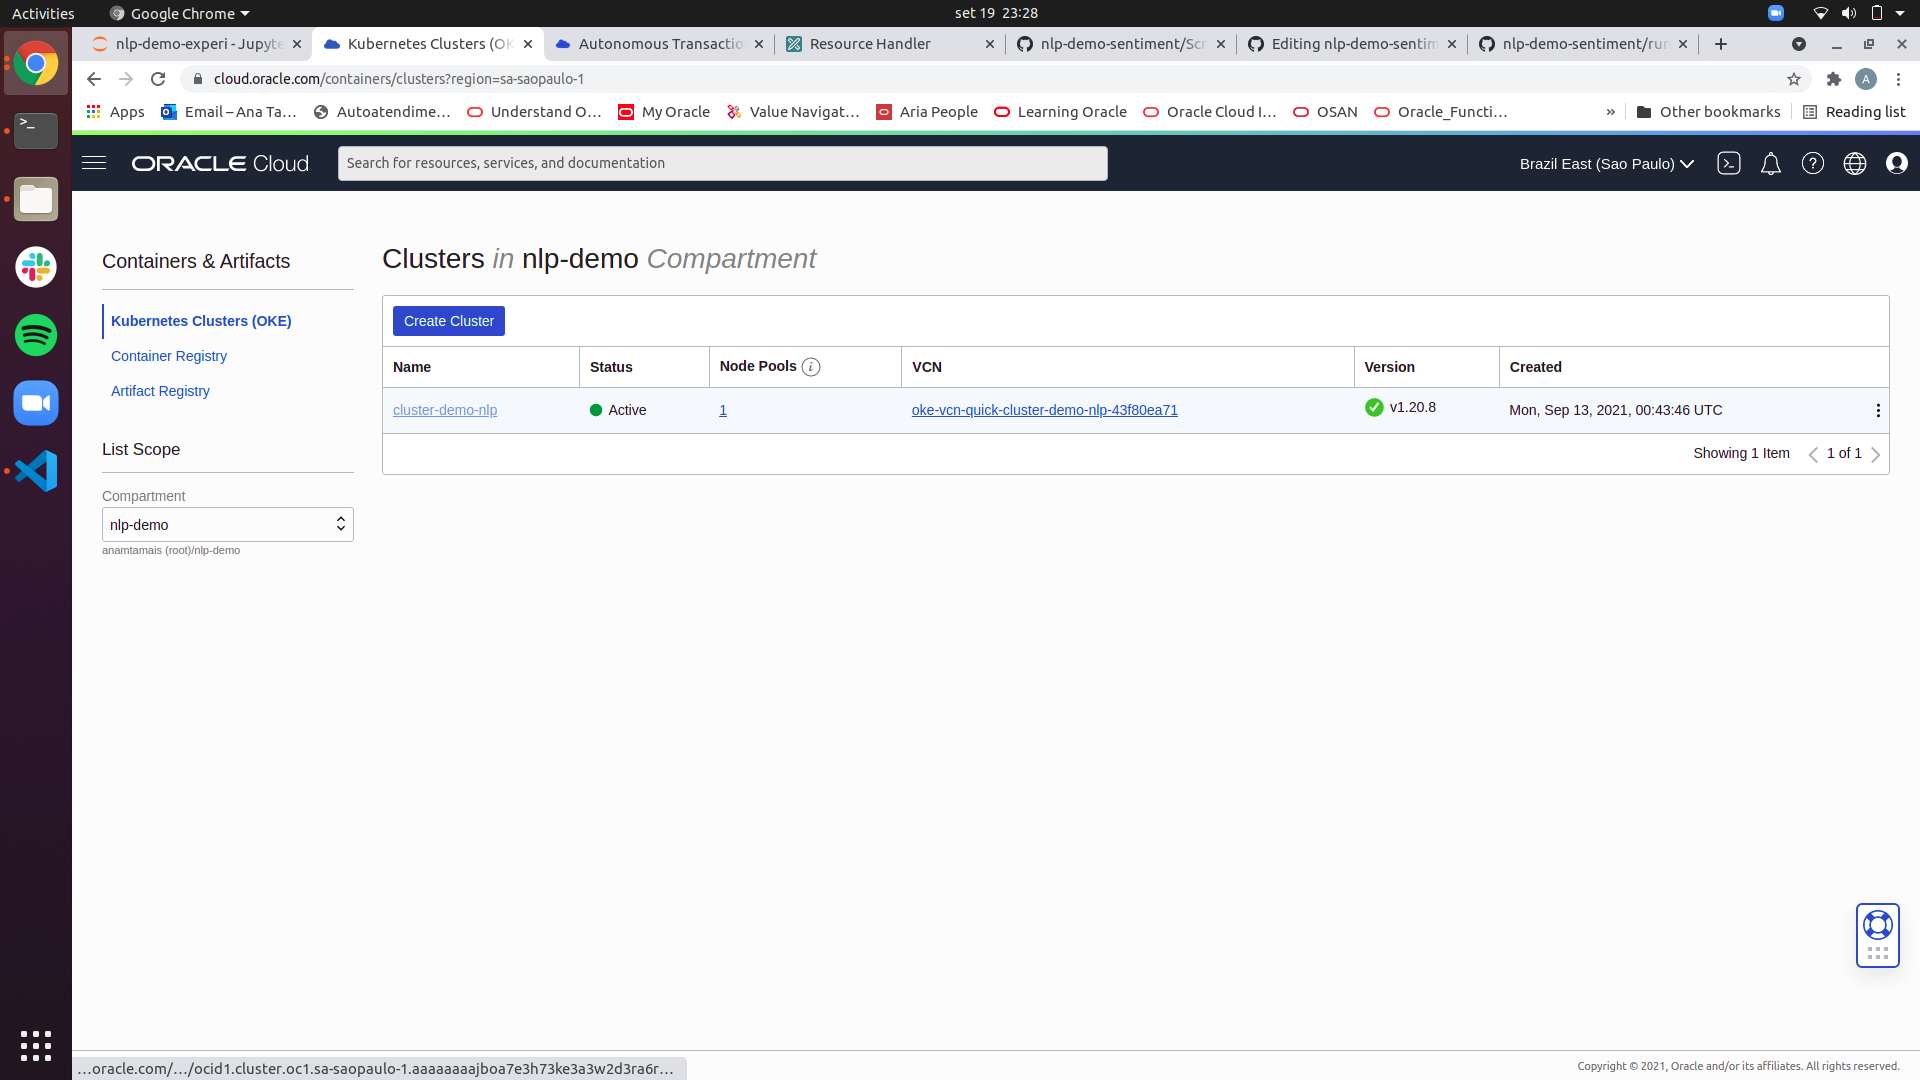 Activities
Google Chrome
set 19 23:28
nlp-demo-experi - Jupyte
Kubernetes Clusters (OK
Autonomous Transactio
Resource Handler
nlp-demo-sentiment/Scr
Editing nlp-demo-sentim
nlp-demo-sentiment/run
cloud.oracle.com/containers/clusters?region=sa-saopaulo-1
A
Apps
Email – Ana Ta…
Autoatendime…
Understand O…
My Oracle
Value Navigat…
Aria People
Learning Oracle
Oracle Cloud I…
OSAN
Oracle_Functi…
»
Other bookmarks
Reading list
ORACLE Cloud
Search for resources, services, and documentation
Brazil East (Sao Paulo)
Containers & Artifacts
Kubernetes Clusters (OKE)
Container Registry
Artifact Registry
List Scope
Compartment
nlp-demo
anamtamais (root)/nlp-demo
Clusters in nlp-demo Compartment
Create Cluster
Name Status Node Pools i VCN Version Created
cluster-demo-nlp Active 1 oke-vcn-quick-cluster-demo-nlp-43f80ea71 v1.20.8 Mon, Sep 13, 2021, 00:43:46 UTC
Showing 1 Item 1 of 1
…oracle.com/…/ocid1.cluster.oc1.sa-saopaulo-1.aaaaaaaajboa7e3h73ke3a3w2d3ra6r…
Copyright © 2021, Oracle and/or its affiliates. All rights reserved.